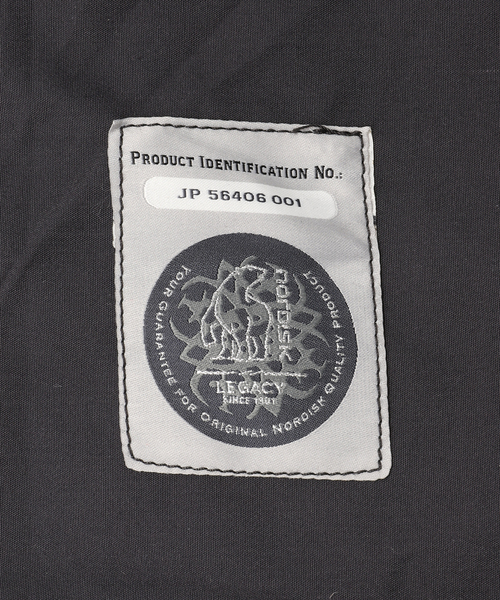 PRODUCT IDENTIFICATION NO.:
JP 56406 001
NORDISK
LEGACY
SINCE 1901
YOUR GUARANTEE FOR ORIGINAL NORDISK QUALITY PRODUCT